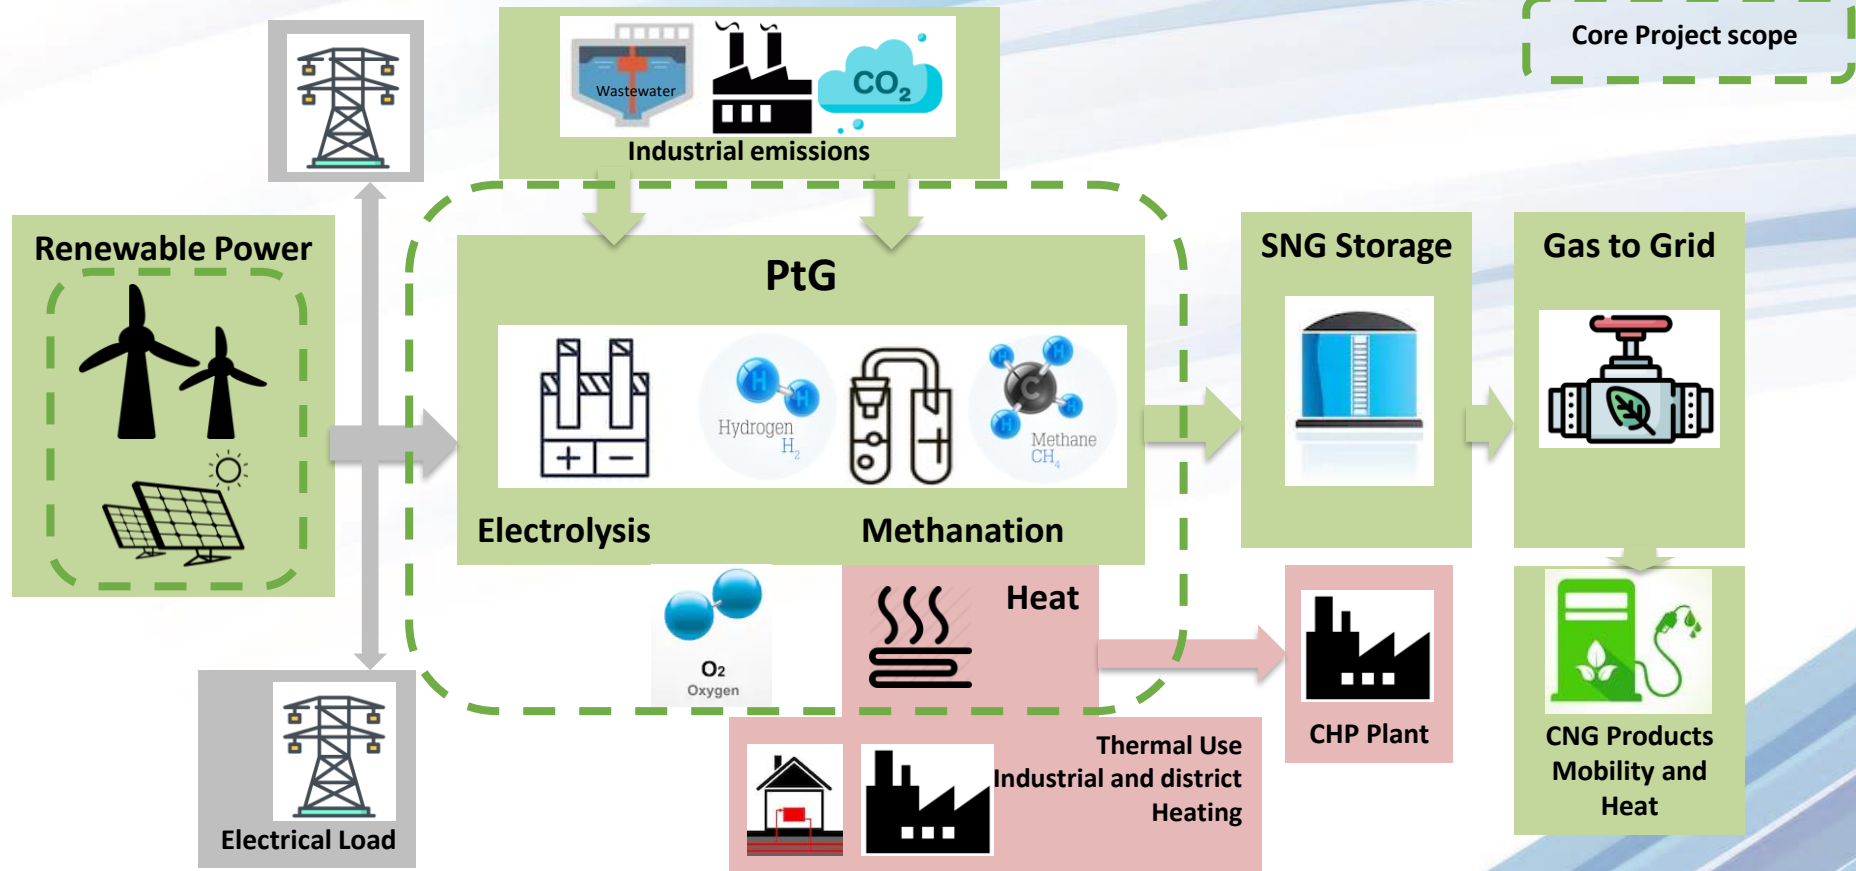 Core Project scope
Wastewater
CO2
Industrial emissions
Renewable Power
PtG
H
H
Hydrogen
H2
H
H
C
H
H
Methane
CH4
Electrolysis
Methanation
SNG Storage
Gas to Grid
O2
Oxygen
Heat
Thermal Use
Industrial and district
Heating
CHP Plant
CNG Products
Mobility and
Heat
Electrical Load